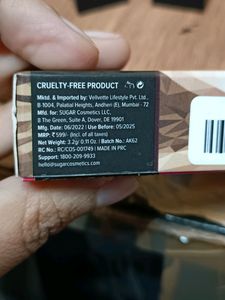 CRUELTY-FREE PRODUCT
Mktd. & Imported by: Vellvette Lifestyle Pvt. Ltd.,
B-1004, Palatial Heights, Andheri (E), Mumbai - 72
Mfd. for: SUGAR Cosmetics LLC,
8 The Green, Suite A, Dover, DE 19901
Mfg. Date: 06/2022 | Use Before: 05/2025
MRP: ₹599/- (Incl. of all taxes)
Net Weight: 3.2g/ 0.11 Oz. | Batch: AK62
RC No.: RC/COS-001749 | MADE IN PRC
Support: 1800-209-9933
hello@sugarcosmetics.com